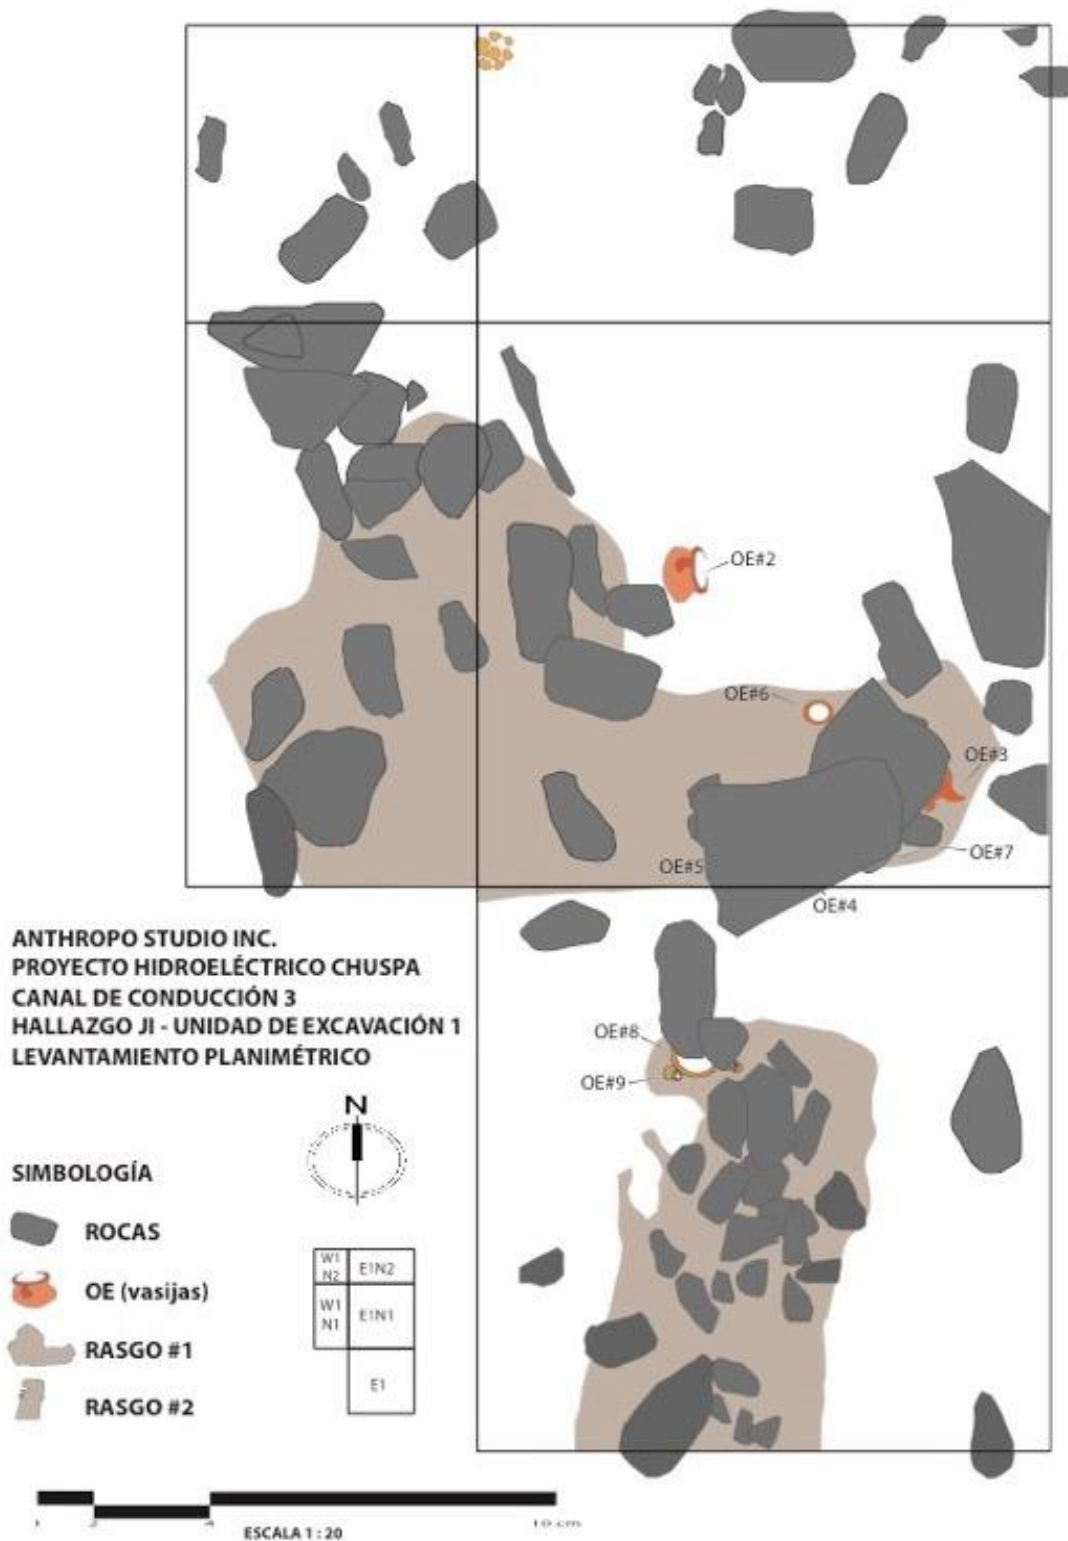 OE#2
OE#6
OE#3
OE#7
OE#5
OE#4
ANTHROPO STUDIO INC.
PROYECTO HIDROELÉCTRICO CHUSPA
CANAL DE CONDUCCIÓN 3
HALLAZGO JI - UNIDAD DE EXCAVACIÓN 1
LEVANTAMIENTO PLANIMÉTRICO
OE#8
OE#9
N
SIMBOLOGÍA
ROCAS
OE (vasijas)
RASGO #1
RASGO #2
W1
N2
E1N2
W1
N1
E1N1
E1
10 cm
ESCALA 1 : 20